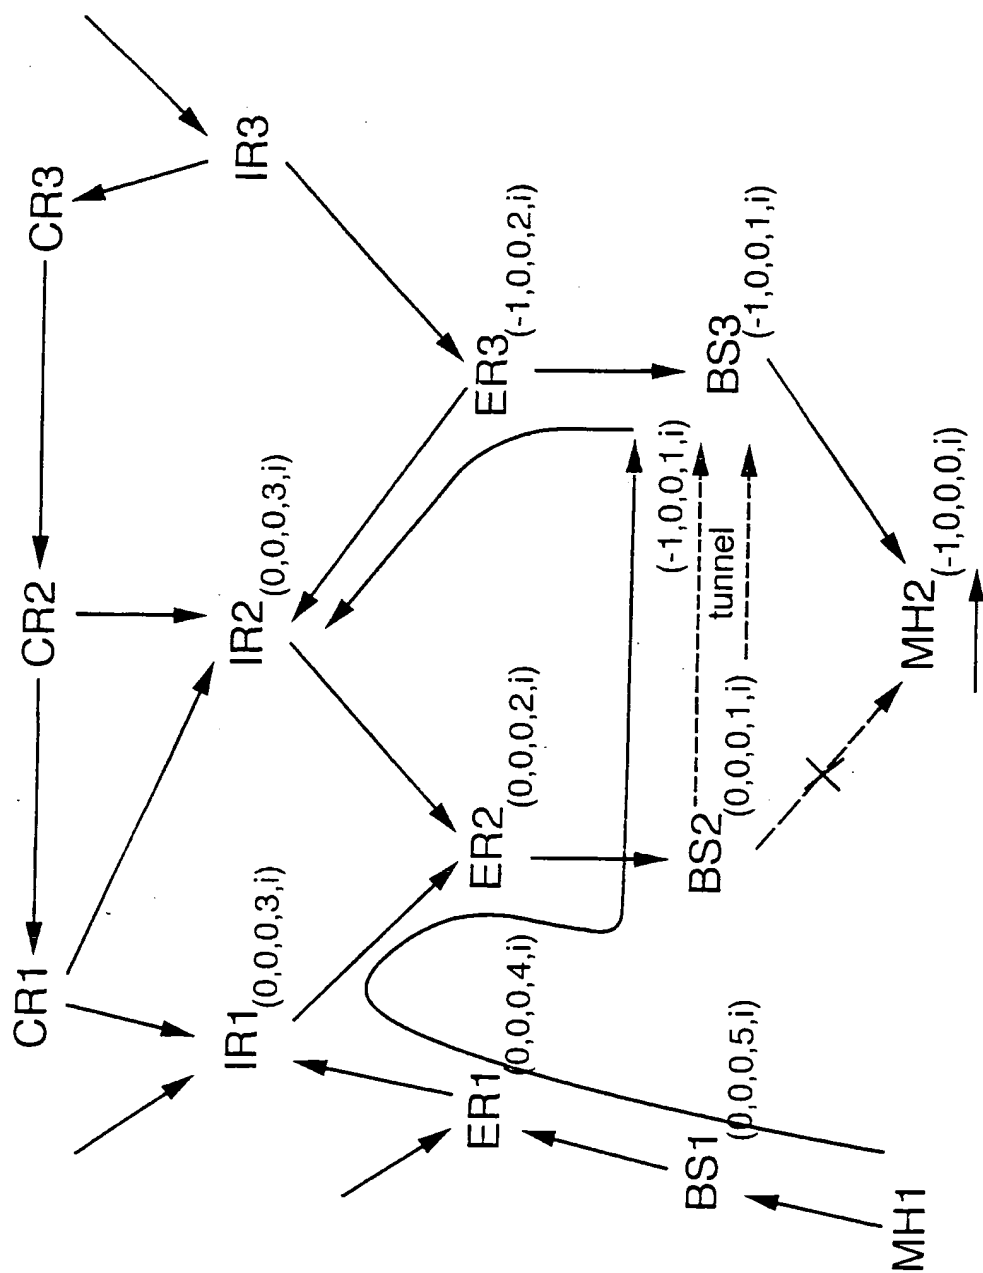 CR1
CR2
CR3
IR1 (0,0,0,3,i)
IR2 (0,0,0,3,i)
IR3
ER1 (0,0,0,4,i)
ER2 (0,0,0,2,i)
ER3 (-1,0,0,2,i)
(-1,0,0,1,i)
tunnel
BS1 (0,0,0,5,i)
BS2 (0,0,0,1,i)
BS3 (-1,0,0,1,i)
MH1
MH2 (-1,0,0,0,i)